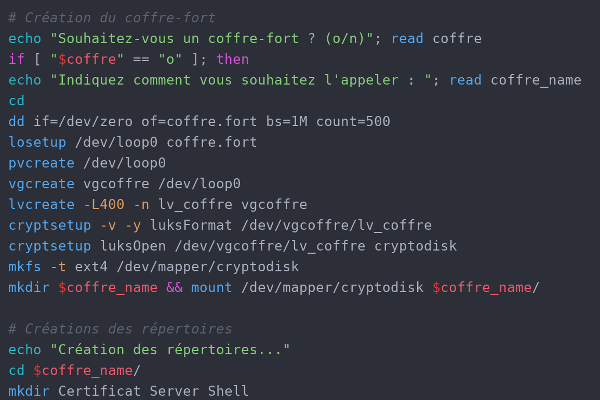 # Création du coffre-fort
echo "Souhaitez-vous un coffre-fort ? (o/n)"; read coffre
if [ "$coffre" == "o" ]; then
echo "Indiquez comment vous souhaitez l'appeler : "; read coffre_name
cd
dd if=/dev/zero of=coffre.fort bs=1M count=500
losetup /dev/loop0 coffre.fort
pvcreate /dev/loop0
vgcreate vgcoffre /dev/loop0
lvcreate -L400 -n lv_coffre vgcoffre
cryptsetup -v -y luksFormat /dev/vgcoffre/lv_coffre
cryptsetup luksOpen /dev/vgcoffre/lv_coffre cryptodisk
mkfs -t ext4 /dev/mapper/cryptodisk
mkdir $coffre_name && mount /dev/mapper/cryptodisk $coffre_name/
# Créations des répertoires
echo "Création des répertoires..."
cd $coffre_name/
mkdir Certificat Server Shell